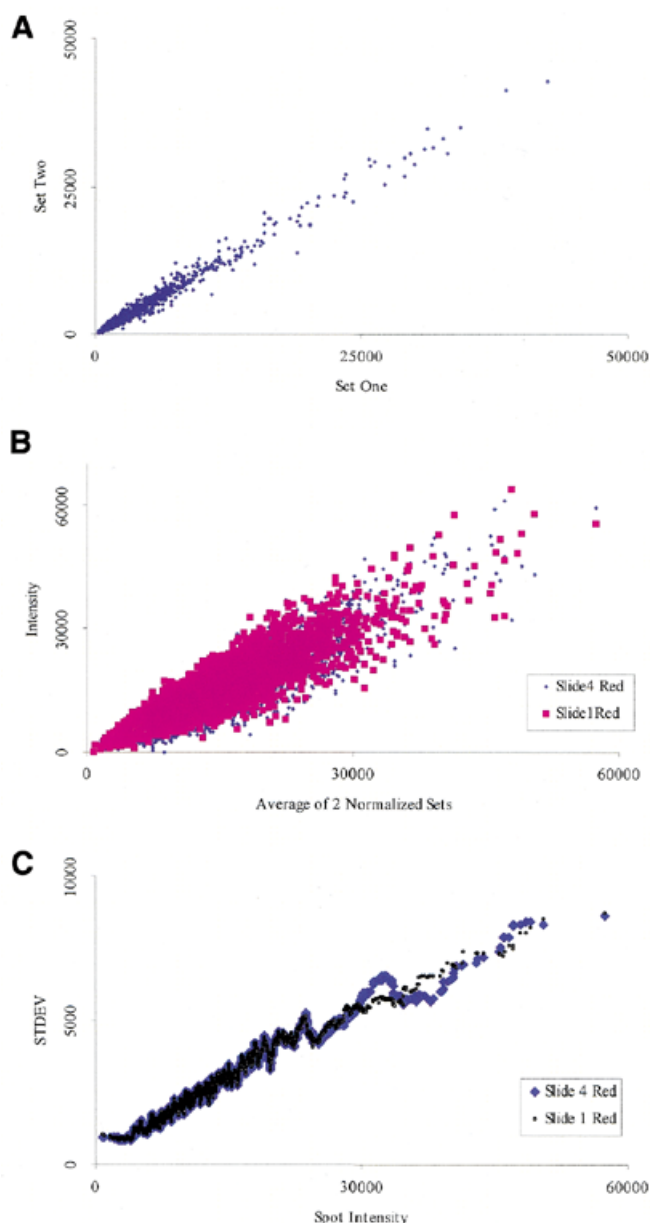 A
50000
25000
0
Set Two
0
25000
50000
Set One
B
60000
30000
0
Intensity
Slide4 Red
Slide1Red
0
30000
60000
Average of 2 Normalized Sets
C
10000
5000
0
STDEV
Slide 4 Red
Slide 1 Red
0
30000
60000
Spot Intensity